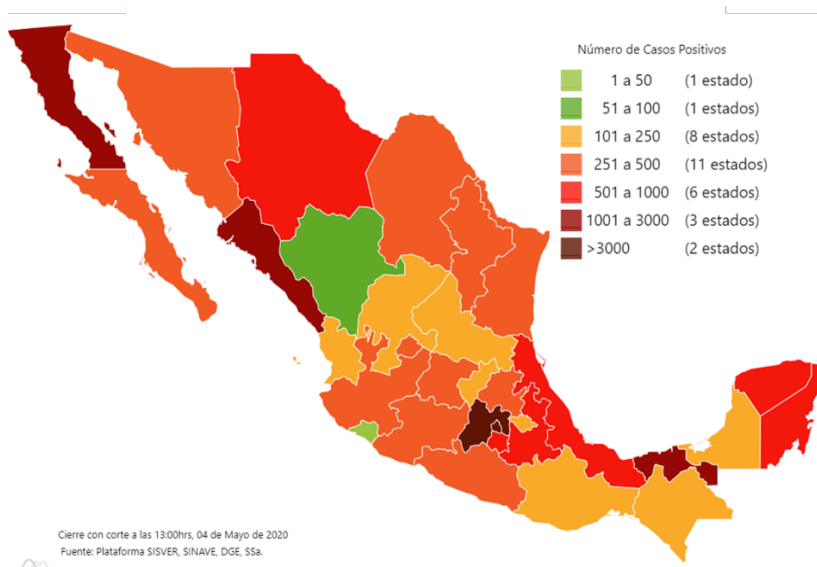 Número de Casos Positivos
1 a 50 (1 estado)
51 a 100 (1 estados)
101 a 250 (8 estados)
251 a 500 (11 estados)
501 a 1000 (6 estados)
1001 a 3000 (3 estados)
>3000 (2 estados)
Cierre con corte a las 13:00hrs, 04 de Mayo de 2020
Fuente: Plataforma SISVER, SINAVE, DGE, SSa.